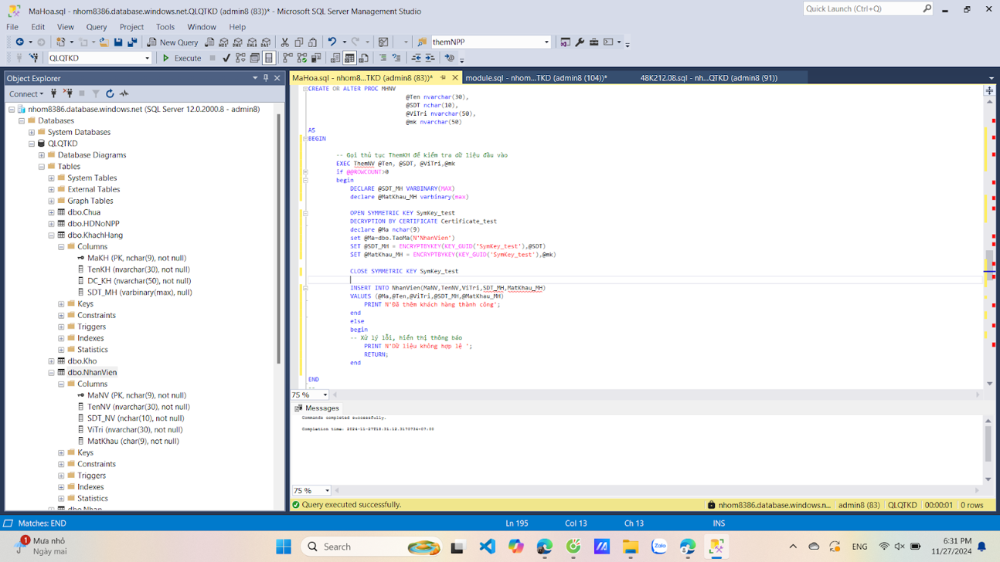 MaHoa.sql - nhom8386.database.windows.net.QLQTKD (admin8 (83))* - Microsoft SQL Server Management Studio
Quick Launch (Ctrl+Q)
File Edit View Query Project Tools Window Help
New Query
themNPP
QLQTKD
Execute
Object Explorer
Connect
nhom8386.database.windows.net (SQL Server 12.0.2000.8 - admin8)
Databases
System Databases
QLQTKD
Database Diagrams
Tables
System Tables
External Tables
Graph Tables
dbo.Chua
dbo.HDNoNPP
dbo.KhachHang
Columns
MaKH (PK, nchar(9), not null)
TenKH (nvarchar(30), not null)
DC_KH (nvarchar(50), not null)
SDT_MH (varbinary(max), null)
Keys
Constraints
Triggers
Indexes
Statistics
dbo.Kho
dbo.NhanVien
Columns
MaNV (PK, nchar(9), not null)
TenNV (nvarchar(30), not null)
SDT_NV (nchar(10), not null)
ViTri (nvarchar(30), not null)
MatKhau (char(9), not null)
Keys
Constraints
Triggers
Indexes
Statistics
dbo.Nhap
MaHoa.sql - nhom8...TKD (admin8 (83))*
module.sql - nhom...TKD (admin8 (104))*
48K212.08.sql - nh...QTKD (admin8 (91))
CREATE OR ALTER PROC MHNV
@Ten nvarchar(30),
@SDT nchar(10),
@ViTri nvarchar(50),
@mk nvarchar(50)
AS
BEGIN
-- Gọi thủ tục ThemKH để kiểm tra dữ liệu đầu vào
EXEC ThemNV @Ten, @SDT, @ViTri,@mk
if @@ROWCOUNT>0
begin
DECLARE @SDT_MH VARBINARY(MAX)
declare @MatKhau_MH varbinary(max)
OPEN SYMMETRIC KEY SymKey_test
DECRYPTION BY CERTIFICATE Certificate_test
declare @Ma nchar(9)
set @Ma=dbo.TaoMa(N'NhanVien')
SET @SDT_MH = ENCRYPTBYKEY(KEY_GUID('SymKey_test'),@SDT)
SET @MatKhau_MH = ENCRYPTBYKEY(KEY_GUID('SymKey_test'),@mk)
CLOSE SYMMETRIC KEY SymKey_test
INSERT INTO NhanVien(MaNV,TenNV,ViTri,SDT_MH,MatKhau_MH)
VALUES (@Ma,@Ten,@ViTri,@SDT_MH,@MatKhau_MH)
PRINT N'Đã thêm khách hàng thành công';
end
else
begin
-- Xử lý lỗi, hiển thị thông báo
PRINT N'Dữ liệu không hợp lệ ';
RETURN;
end
END
75 %
Messages
Commands completed successfully.
Completion time: 2024-11-27T18:31:12.3170734+07:00
75 %
Query executed successfully.
nhom8386.database.windows.n... admin8 (83) QLQTKD 00:00:01 0 rows
Matches: END
Ln 195 Col 13 Ch 13 INS
1
Mưa nhỏ
Ngày mai
Search
Zalo
ENG
6:31 PM
11/27/2024